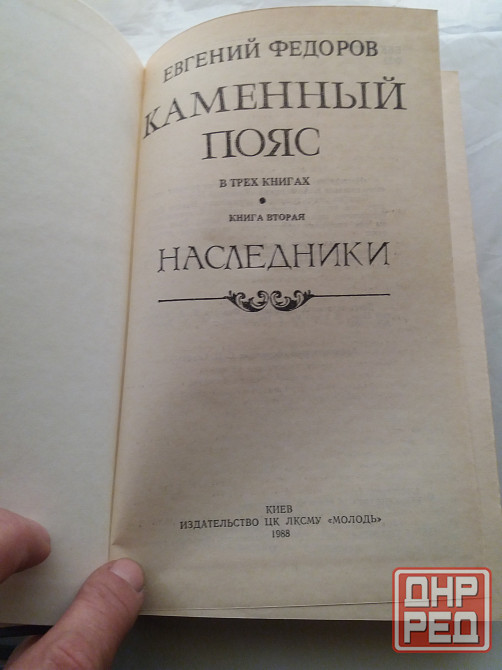 ЕВГЕНИЙ ФЕДОРОВ
КАМЕННЫЙ
ПОЯС
В ТРЕХ КНИГАХ
КНИГА ВТОРАЯ
НАСЛЕДНИКИ
КИЕВ
ИЗДАТЕЛЬСТВО ЦК ЛКСМУ «МОЛОДЬ»
1988
ДНР
РЕД